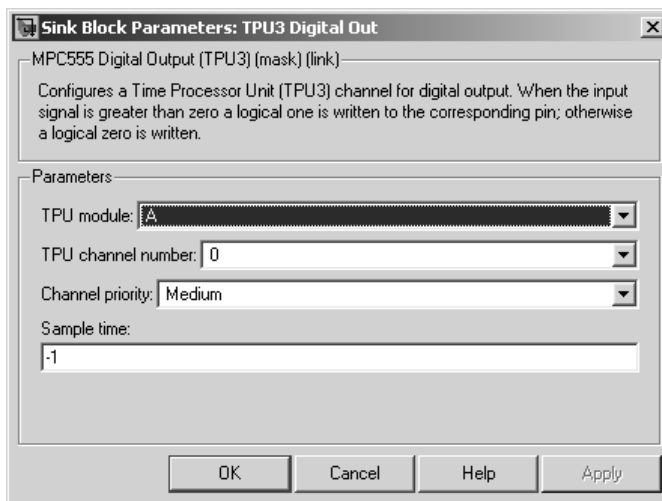 Sink Block Parameters: TPU3 Digital Out
MPC555 Digital Output (TPU3) (mask) (link)
Configures a Time Processor Unit (TPU3) channel for digital output. When the input
signal is greater than zero a logical one is written to the corresponding pin; otherwise
a logical zero is written.
Parameters
TPU module: A
TPU channel number: 0
Channel priority: Medium
Sample time:
-1
OK Cancel Help Apply